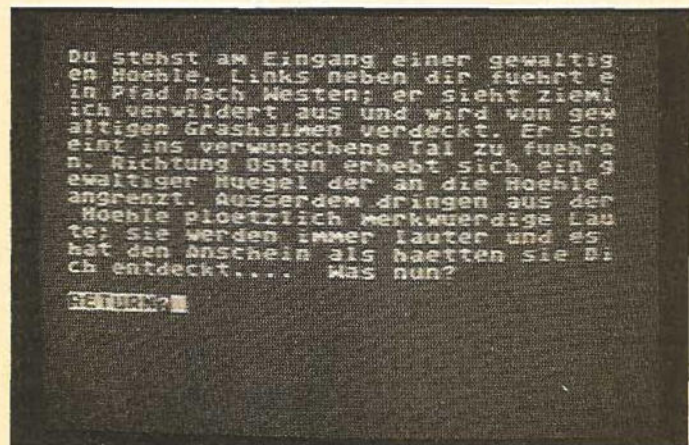 Du stehst am Eingang einer gewaltig
en Hoehle. Links neben dir fuehrt e
in Pfad nach Westen; er sieht zieml
ich verwildert aus und wird von gew
altigen Grashalmen verdeckt. Er sch
eint ins verwunschene Tal zu fuehre
n. Richtung Osten erhebt sich ein g
ewaltiger Huegel der an die Hoehle
angrenzt. Ausserdem dringen aus der
Hoehle ploetzlich merkwuerdige Lau
te; sie werden immer lauter und es
hat den Anschein als haetten sie Di
ch entdeckt.... Was nun?
RETURN?